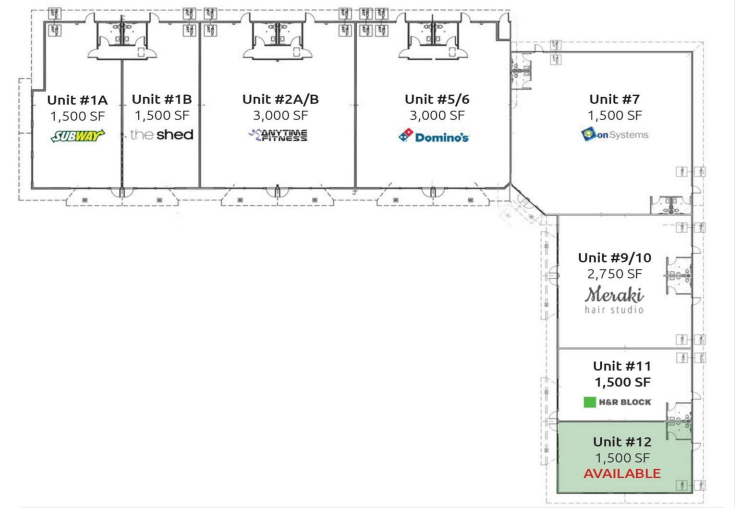 Unit #1A
1,500 SF
SUBWAY
Unit #1B
1,500 SF
the shed
Unit #2A/B
3,000 SF
ANYTIME
FITNESS
Unit #5/6
3,000 SF
Domino's
Unit #7
1,500 SF
on Systems
Unit #9/10
2,750 SF
Meraki
hair studio
Unit #11
1,500 SF
H&R BLOCK
Unit #12
1,500 SF
AVAILABLE